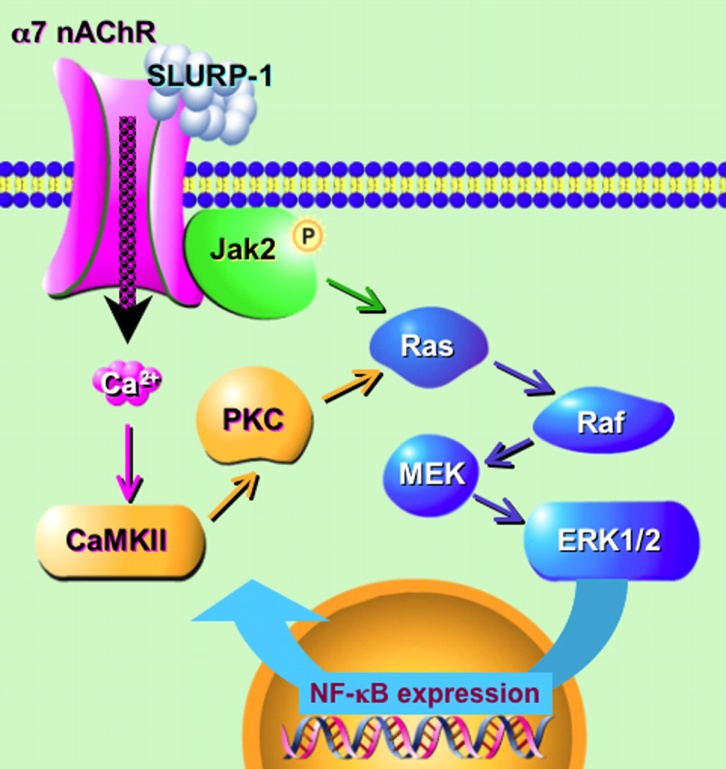 α7 nAChR
SLURP-1
Jak2
P
Ras
Ca2+
PKC
Raf
MEK
CaMKII
ERK1/2
NF-κB expression